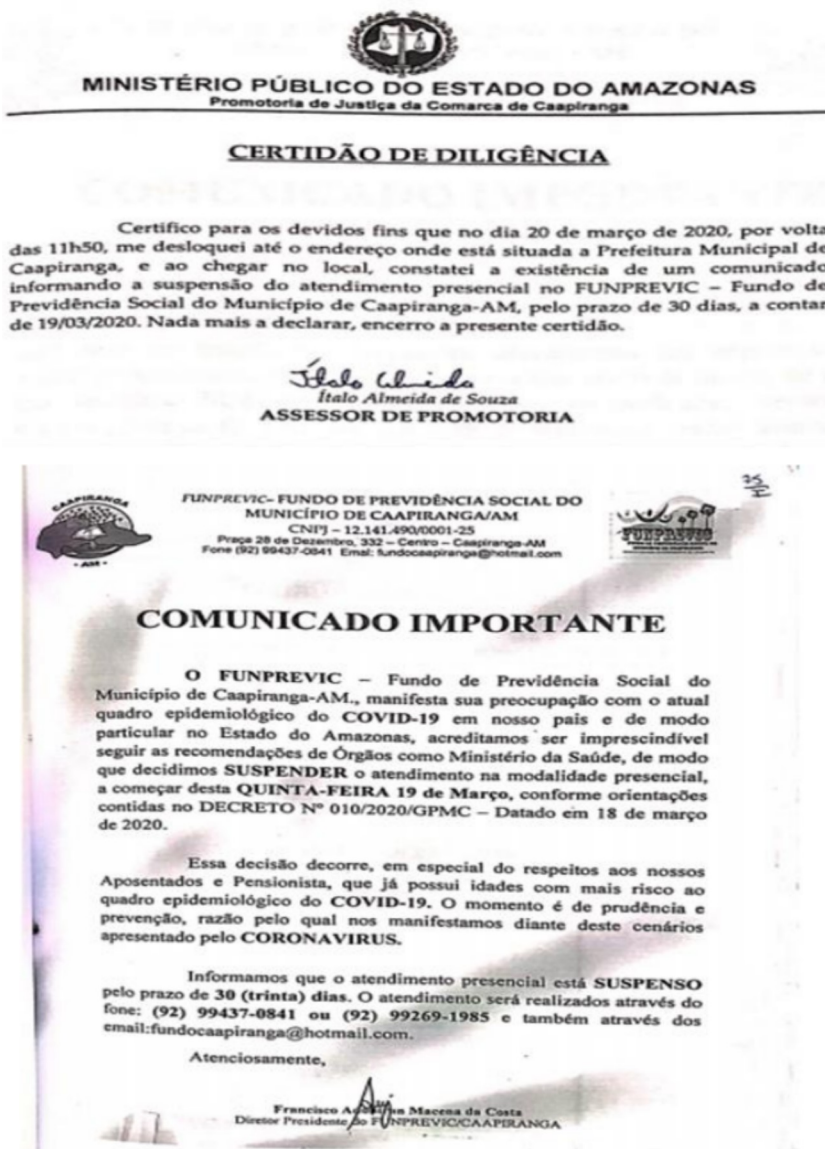 MINISTÉRIO PÚBLICO DO ESTADO DO AMAZONAS
Promotoria de Justiça da Comarca de Caapiranga
CERTIDÃO DE DILIGÊNCIA
Certifico para os devidos fins que no dia 20 de março de 2020, por volta
das 11h50, me desloquei até o endereço onde está situada a Prefeitura Municipal de
Caapiranga, e ao chegar no local, constatei a existência de um comunicado
informando a suspensão do atendimento presencial no FUNPREVIC – Fundo de
Previdência Social do Município de Caapiranga-AM, pelo prazo de 30 dias, a contar
de 19/03/2020. Nada mais a declarar, encerro a presente certidão.
Ítalo Almeida
Ítalo Almeida de Souza
ASSESSOR DE PROMOTORIA
CAAPIRANGA
- AM -
FUNPREVIC– FUNDO DE PREVIDÊNCIA SOCIAL DO
MUNICÍPIO DE CAAPIRANGA/AM
CNPJ – 12.141.490/0001-25
Praça 28 de Dezembro, 332 – Centro – Caapiranga-AM
Fone (92) 99437-0841 Email: fundocaapiranga@hotmail.com
FUNPREVIC
COMUNICADO IMPORTANTE
O FUNPREVIC – Fundo de Previdência Social do
Município de Caapiranga-AM., manifesta sua preocupação com o atual
quadro epidemiológico do COVID-19 em nosso pais e de modo
particular no Estado do Amazonas, acreditamos ser imprescindível
seguir as recomendações de Órgãos como Ministério da Saúde, de modo
que decidimos SUSPENDER o atendimento na modalidade presencial,
a começar desta QUINTA-FEIRA 19 de Março, conforme orientações
contidas no DECRETO Nº 010/2020/GPMC – Datado em 18 de março
de 2020.
Essa decisão decorre, em especial do respeitos aos nossos
Aposentados e Pensionista, que já possui idades com mais risco ao
quadro epidemiológico do COVID-19. O momento é de prudência e
prevenção, razão pelo qual nos manifestamos diante deste cenários
apresentado pelo CORONAVIRUS.
Informamos que o atendimento presencial está SUSPENSO
pelo prazo de 30 (trinta) dias. O atendimento será realizados através do
fone: (92) 99437-0841 ou (92) 99269-1985 e também através dos
email:fundocaapiranga@hotmail.com.
Atenciosamente,
Francisco Macena da Costa
Diretor Presidente do FUNPREVIC/CAAPIRANGA